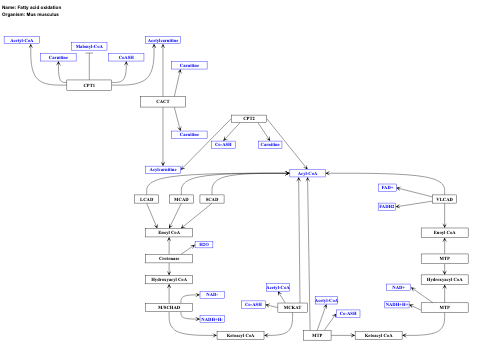 Name: Fatty acid oxidation
Organism: Mus musculus
Acetyl-CoA
Malonyl-CoA
Acylcarnitine
Carnitine
CoASH
Carnitine
CPT1
CACT
CPT2
Carnitine
Co-ASH
Carnitine
Acylcarnitine
Acyl-CoA
FAD+
LCAD
MCAD
SCAD
VLCAD
FADH2
Enoyl CoA
Enoyl CoA
H2O
Crotonase
MTP
Hydroxyacyl CoA
Hydroxyacyl CoA
Acetyl-CoA
NAD+
NAD-
Acetyl-CoA
Co-ASH
NADH+H+
M/SCHAD
MCKAT
MTP
Co-ASH
NADH+H-
Ketoacyl CoA
MTP
Ketoacyl CoA